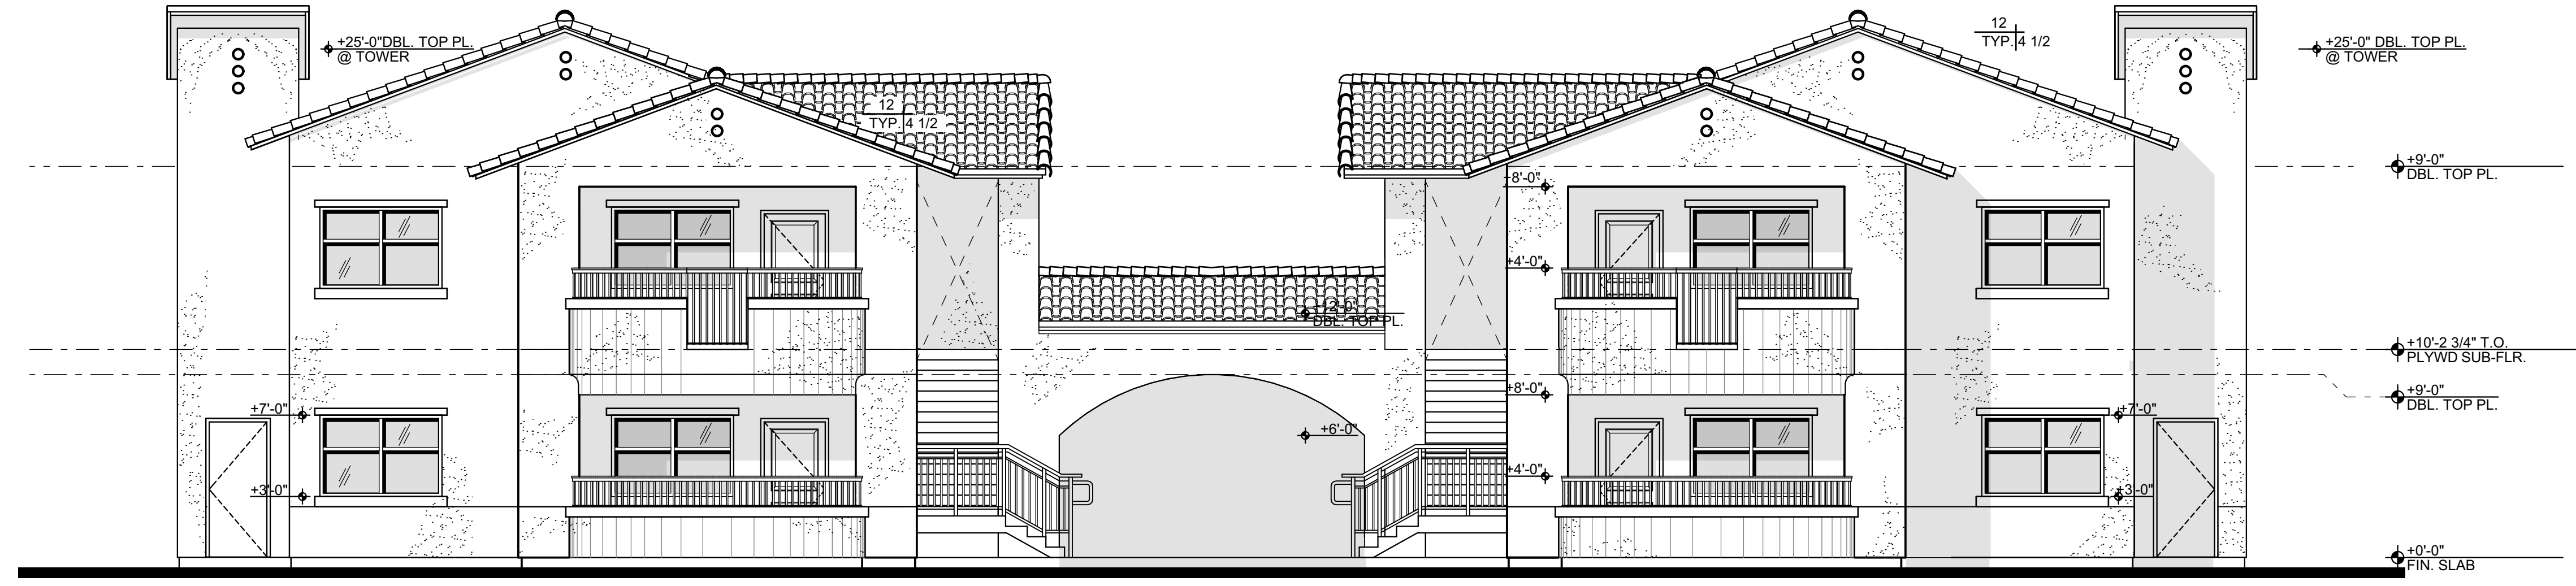 12
TYP. 4 1/2
+25'-0"DBL. TOP PL.
@ TOWER
+25'-0" DBL. TOP PL.
@ TOWER
12
TYP. 4 1/2
+9'-0"
DBL. TOP PL.
+8'-0"
+4'-0"
+12'-0"
DBL. TOP PL.
+10'-2 3/4" T.O.
PLYWD SUB-FLR.
+8'-0"
+9'-0"
DBL. TOP PL.
+7'-0"
+7'-0"
+6'-0"
+4'-0"
+3'-0"
+3'-0"
+0'-0"
FIN. SLAB